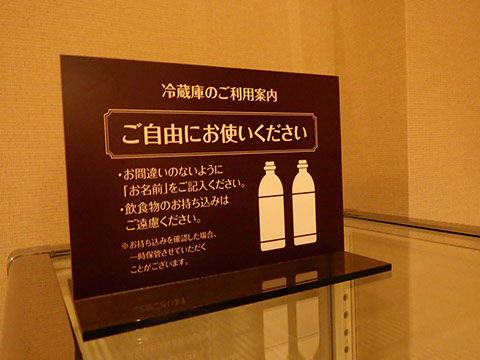 冷蔵庫のご利用案内
ご自由にお使いください
・お間違いのないように
「お名前」をご記入ください。
・飲食物のお持ち込みは
ご遠慮ください。
※お持ち込みを確認した場合、
一時保管させていただく
ことがございます。